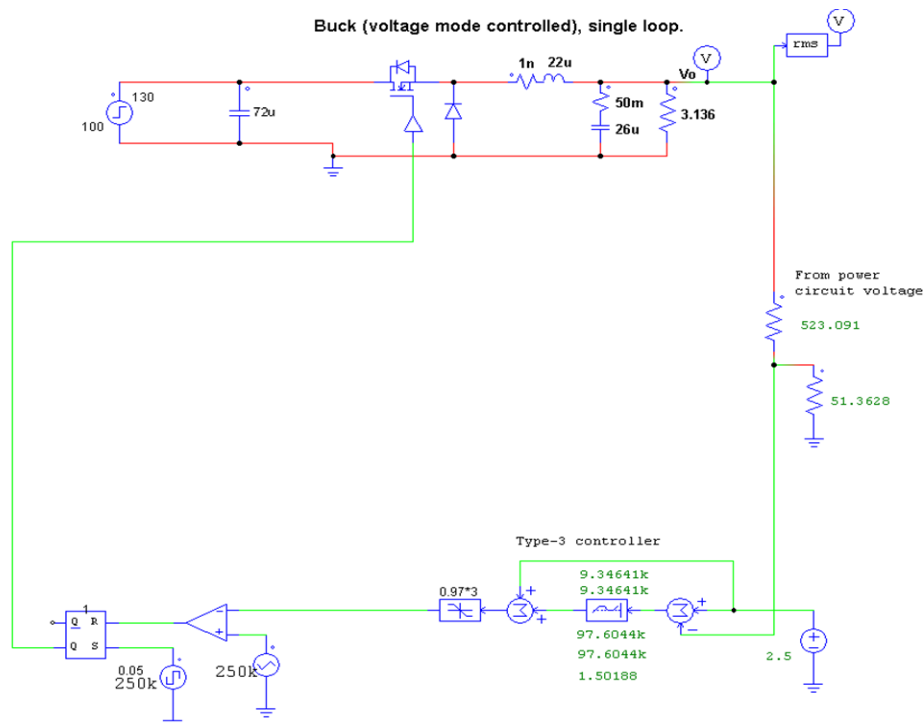 Buck (voltage mode controlled), single loop.
V
rms
V
1n 22u
Vo
130
100
72u
50m
26u
3.136
From power
circuit voltage
523.091
51.3628
Type-3 controller
9.34641k
9.34641k
0.97*3
+
+
Σ
Σ
+
−
97.6044k
97.6044k
1.50188
+
−
2.5
1
Q R
Q S
−
+
0.05
250k
250k